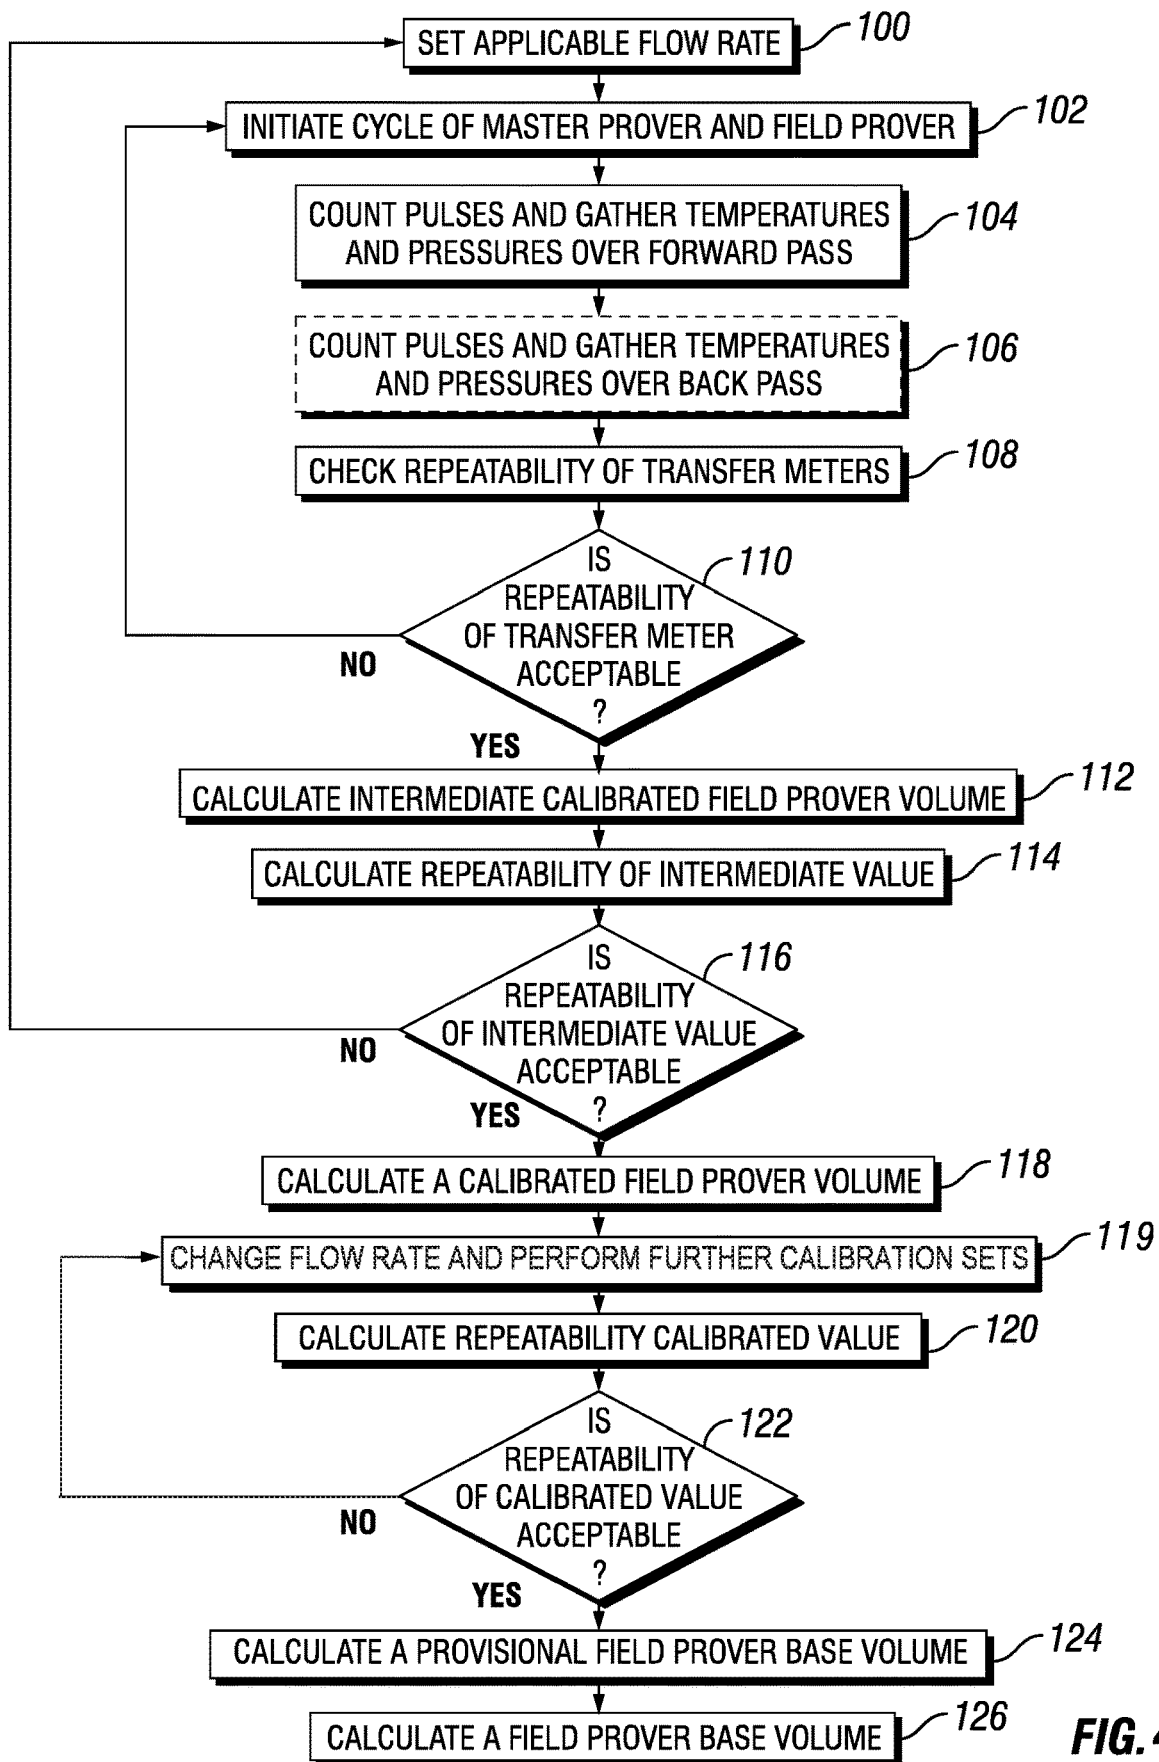 SET APPLICABLE FLOW RATE
100
INITIATE CYCLE OF MASTER PROVER AND FIELD PROVER
102
COUNT PULSES AND GATHER TEMPERATURES
AND PRESSURES OVER FORWARD PASS
104
COUNT PULSES AND GATHER TEMPERATURES
AND PRESSURES OVER BACK PASS
106
CHECK REPEATABILITY OF TRANSFER METERS
108
IS
REPEATABILITY
OF TRANSFER METER
ACCEPTABLE
?
110
NO
YES
CALCULATE INTERMEDIATE CALIBRATED FIELD PROVER VOLUME
112
CALCULATE REPEATABILITY OF INTERMEDIATE VALUE
114
IS
REPEATABILITY
OF INTERMEDIATE VALUE
ACCEPTABLE
?
116
NO
YES
CALCULATE A CALIBRATED FIELD PROVER VOLUME
118
CHANGE FLOW RATE AND PERFORM FURTHER CALIBRATION SETS
119
CALCULATE REPEATABILITY CALIBRATED VALUE
120
IS
REPEATABILITY
OF CALIBRATED VALUE
ACCEPTABLE
?
122
NO
YES
CALCULATE A PROVISIONAL FIELD PROVER BASE VOLUME
124
CALCULATE A FIELD PROVER BASE VOLUME
126
FIG. 4